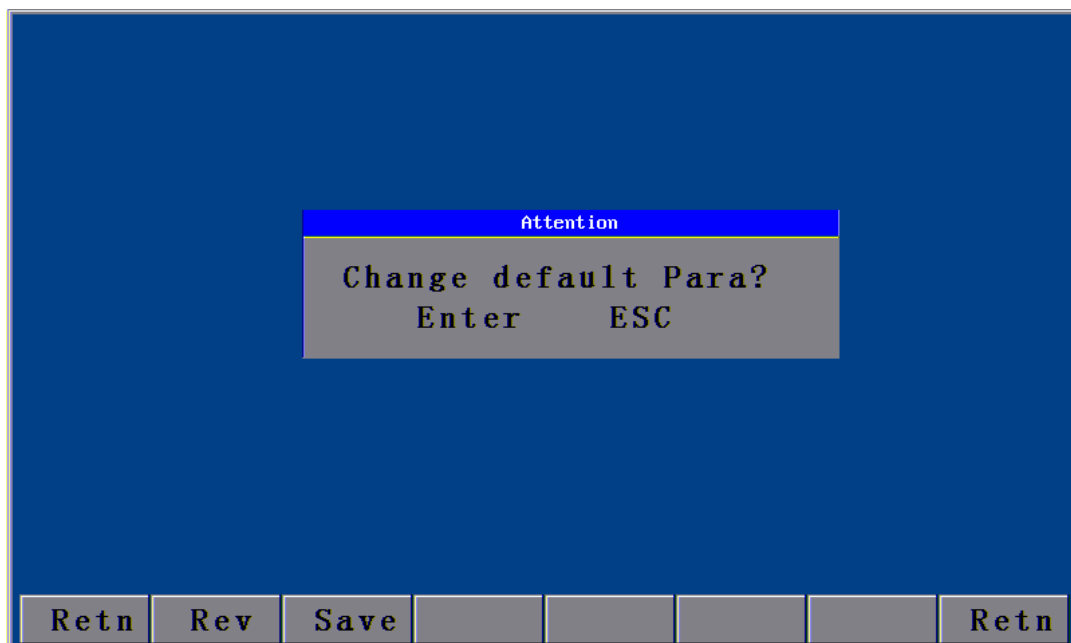 Attention
Change default Para?
Enter ESC
Retn Rev Save Retn